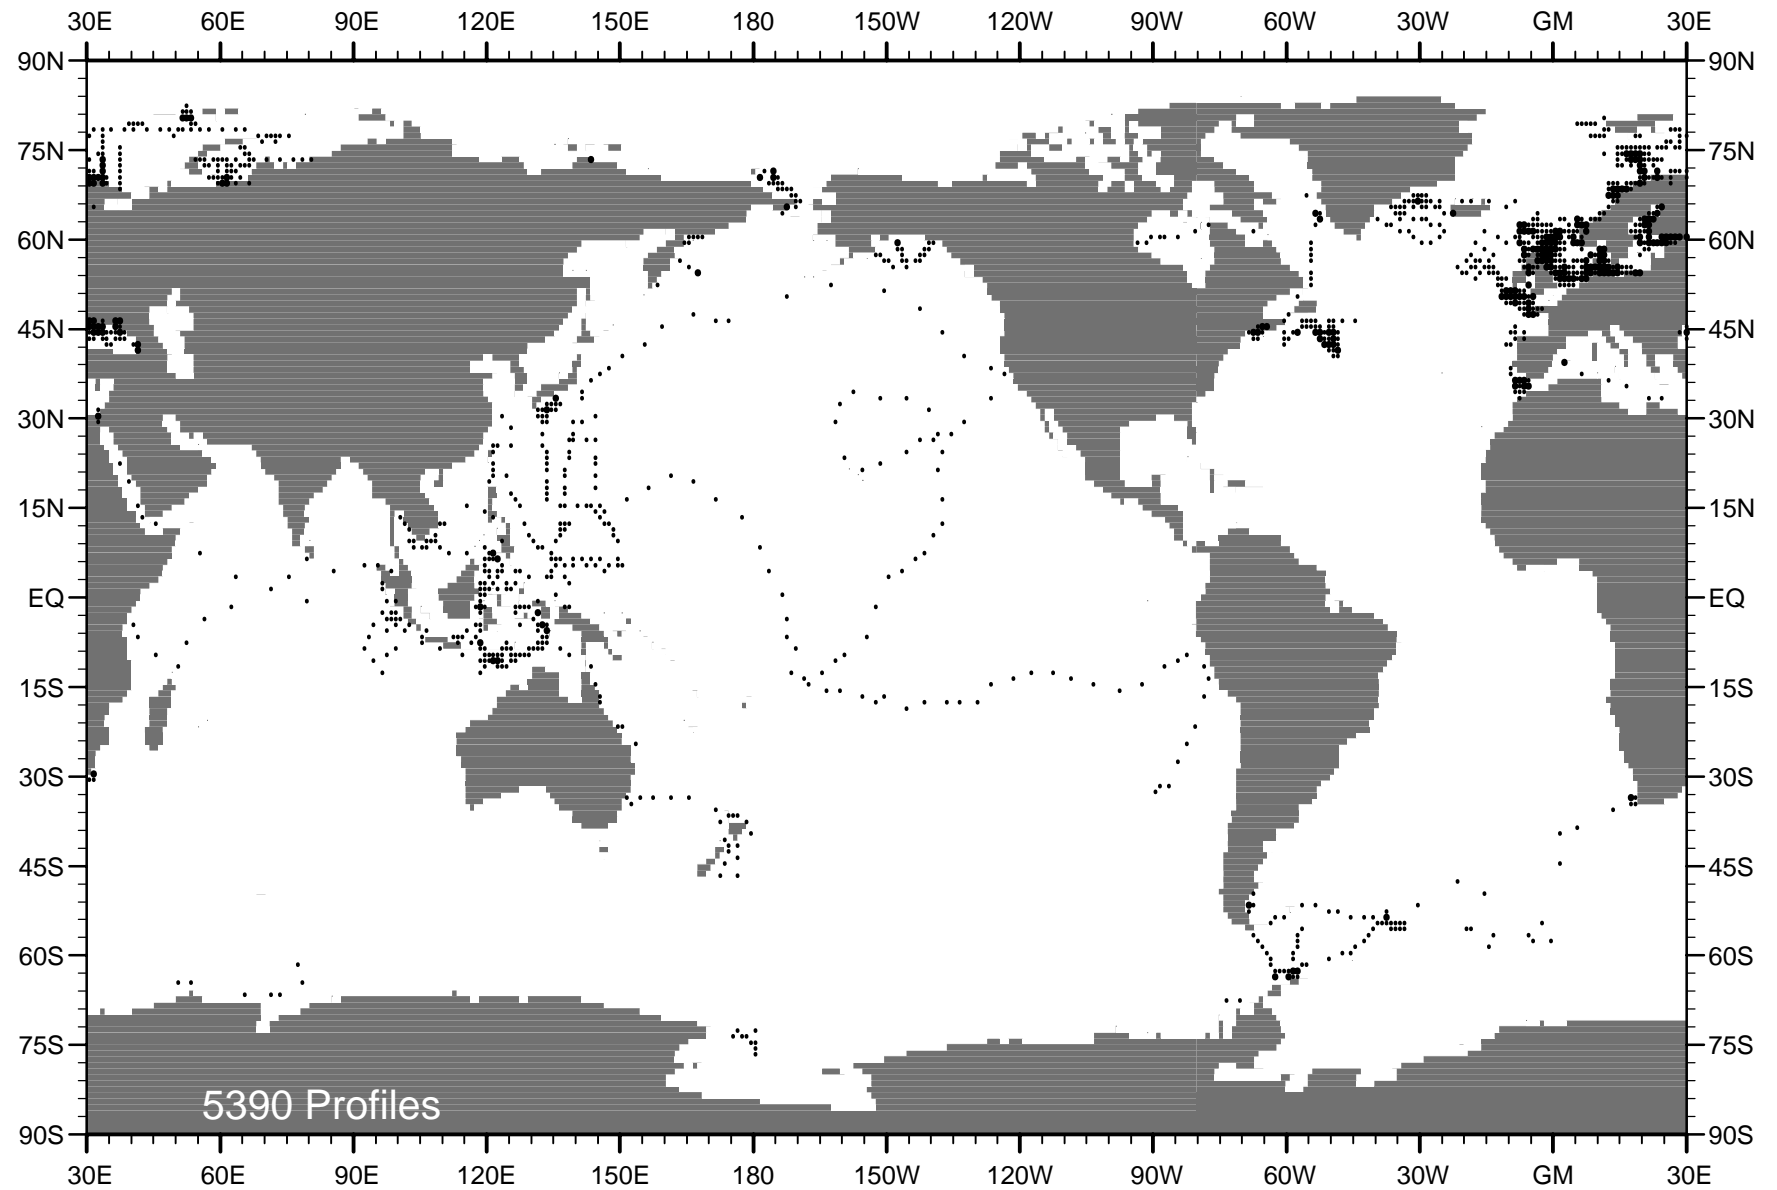 30E 60E 90E 120E 150E 180 150W 120W 90W 60W 30W GM 30E
90N 90N
75N 75N
60N 60N
45N 45N
30N 30N
15N 15N
EQ EQ
15S 15S
30S 30S
45S 45S
60S 60S
75S 75S
5390 Profiles
90S 90S
30E 60E 90E 120E 150E 180 150W 120W 90W 60W 30W GM 30E